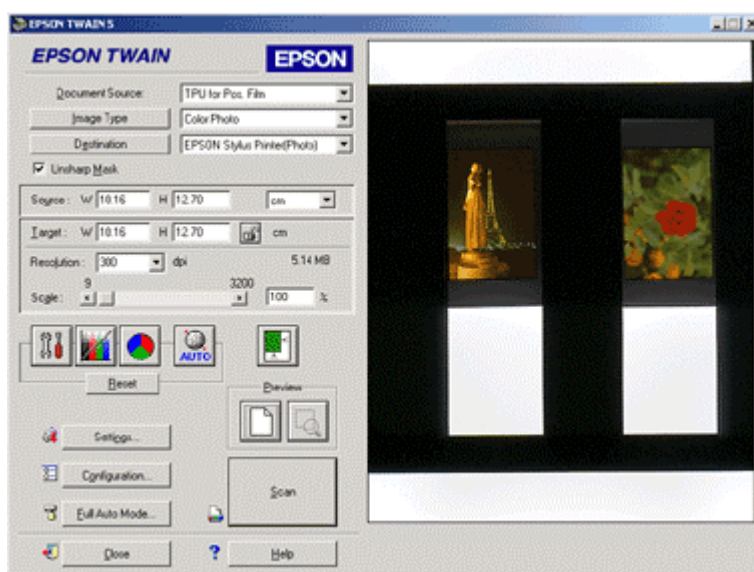 EPSON TWAIN 5
EPSON TWAIN
EPSON
Document Source: TPU for Pos. Film
Image Type Color Photo
Destination EPSON Stylus Printer(Photo)
Unsharp Mask
Source: W 10.16 H 12.70 cm
Target: W 10.16 H 12.70 cm
Resolution: 300 dpi 5.14 MB
9 3200
Scale: 100 %
AUTO
Reset
Preview
Settings...
Configuration...
Scan
Full Auto Mode...
Close
? Help